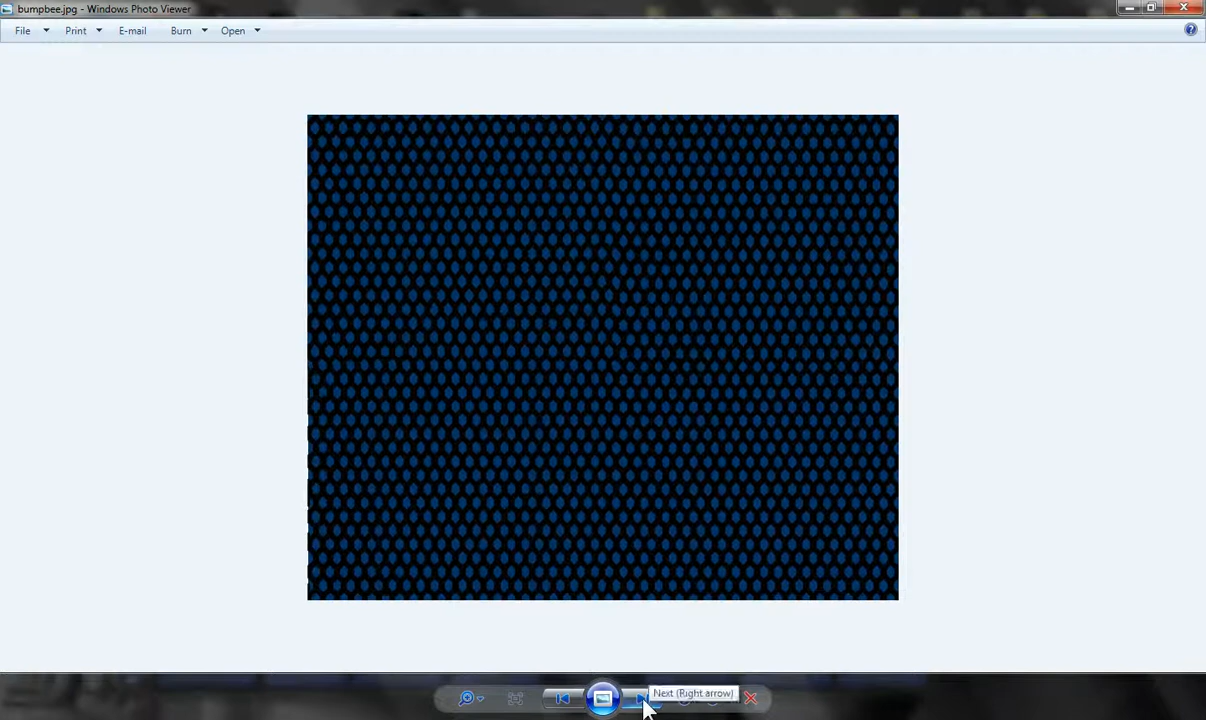 bumpbee.jpg - Windows Photo Viewer
File Print E-mail Burn Open
Next (Right arrow)